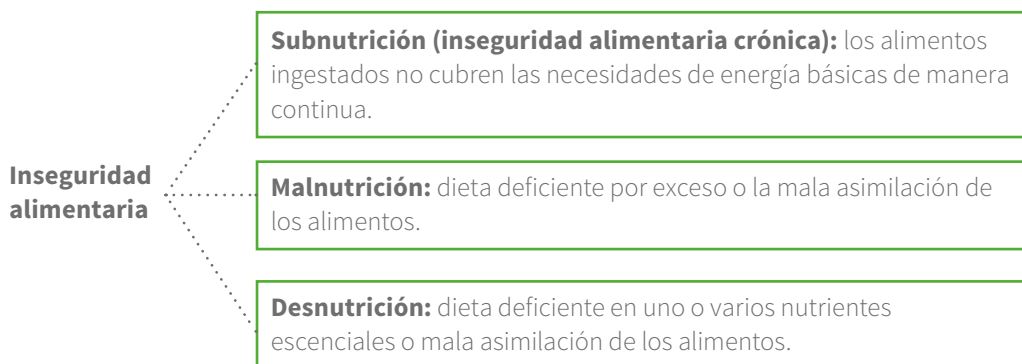 Subnutrición (inseguridad alimentaria crónica): los alimentos
ingestados no cubren las necesidades de energía básicas de manera
continua.
Inseguridad
alimentaria
Malnutrición: dieta deficiente por exceso o la mala asimilación de
los alimentos.
Desnutrición: dieta deficiente en uno o varios nutrientes
escenciales o mala asimilación de los alimentos.